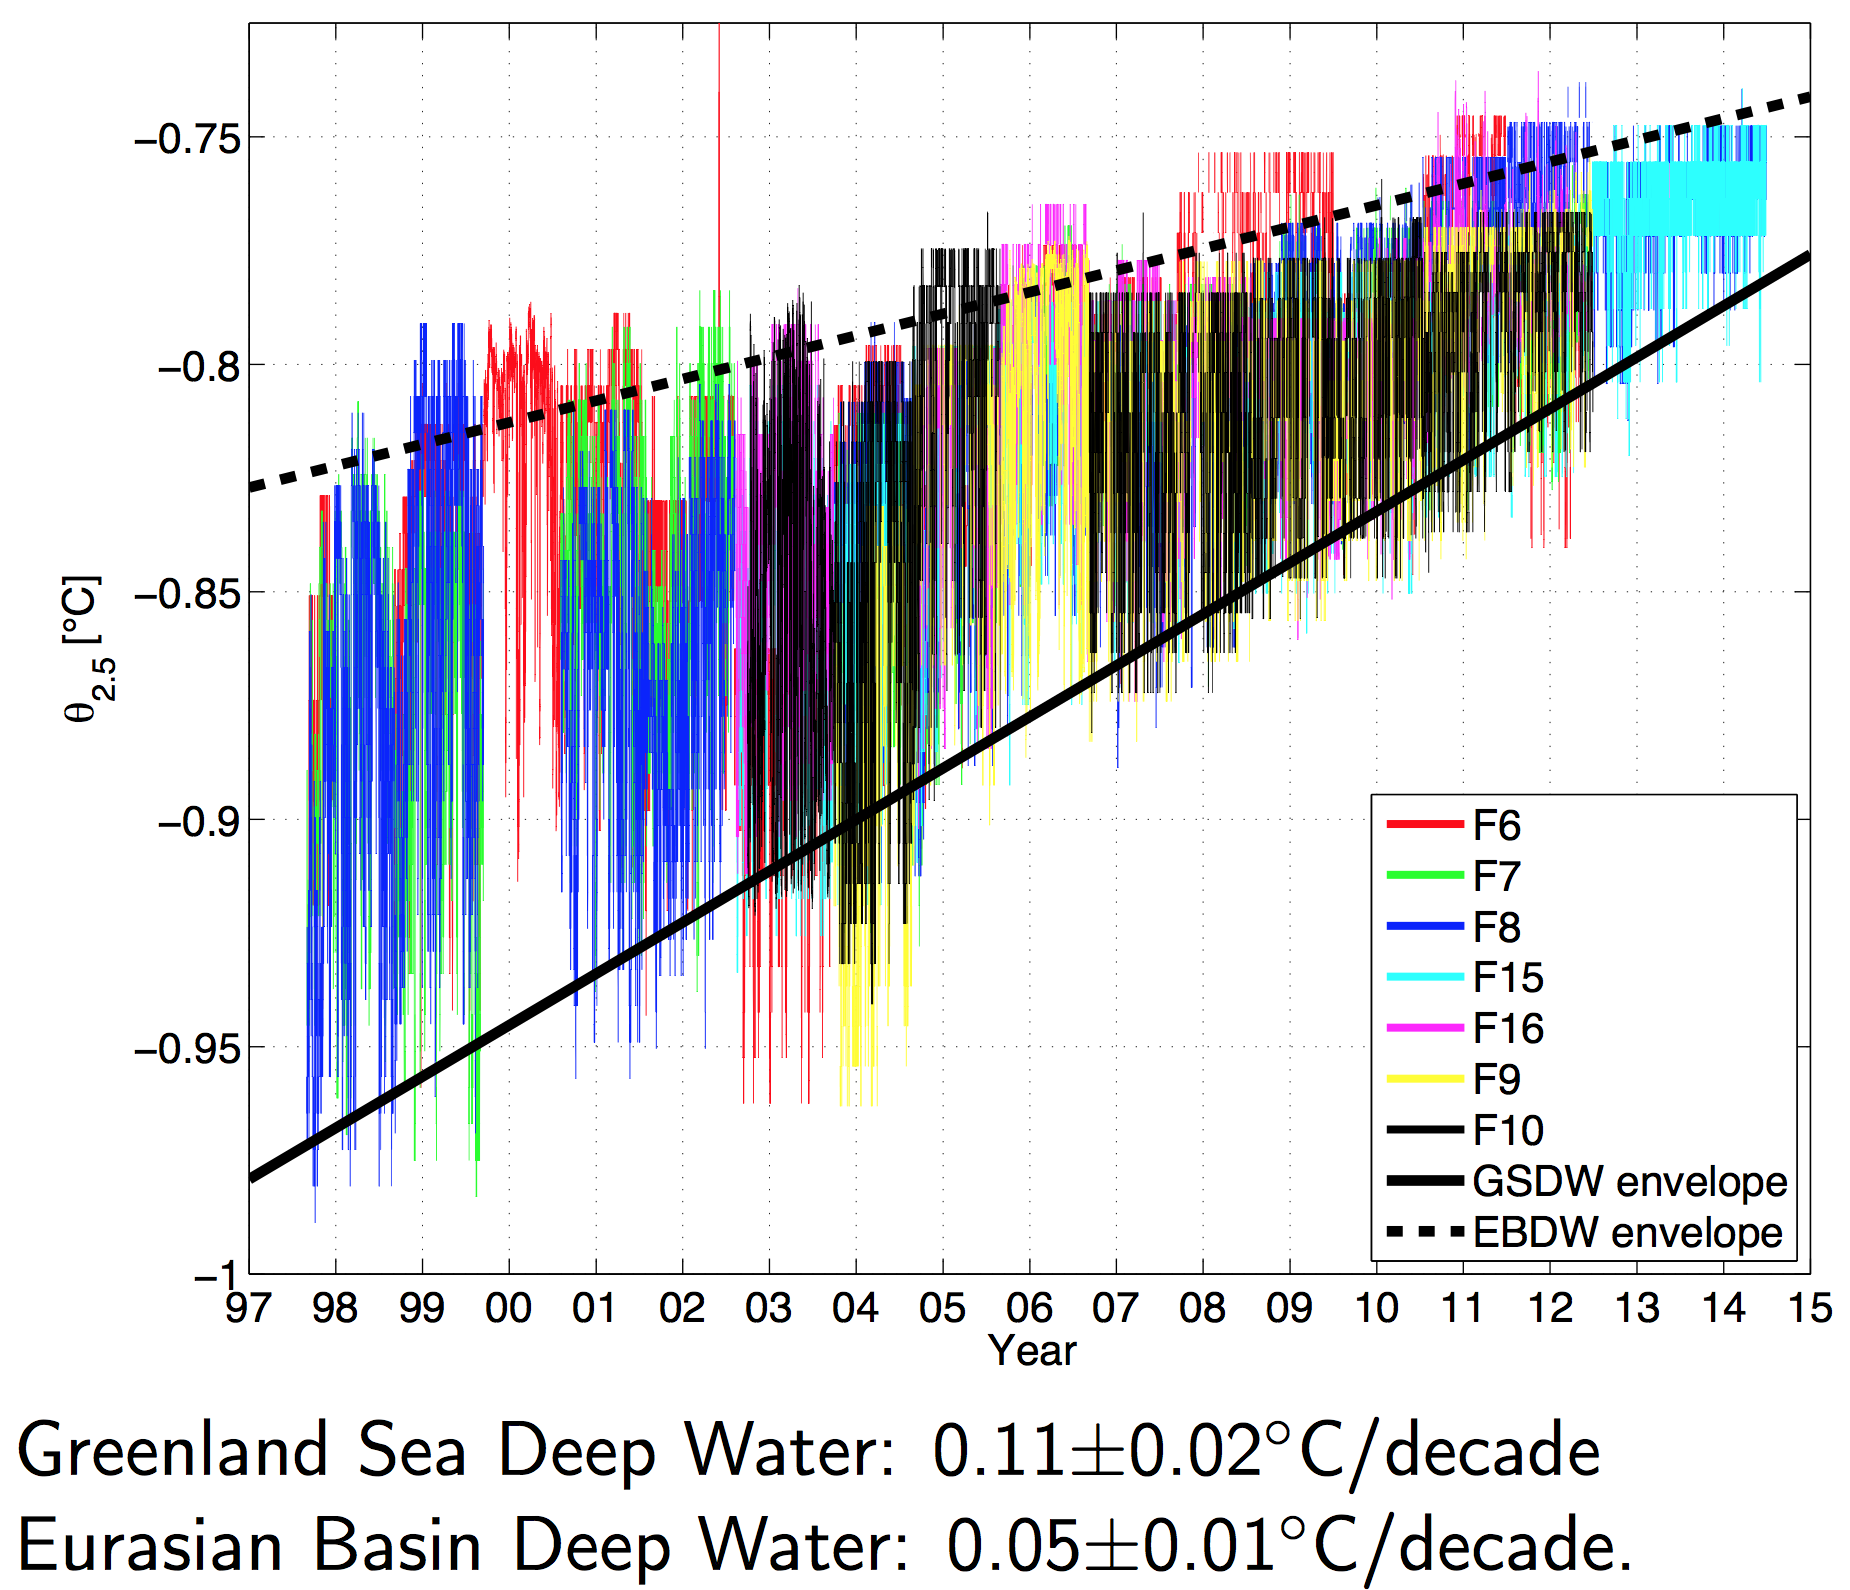 −0.75
−0.8
−0.85
−0.9
−0.95
−1
θ2.5 [°C]
97 98 99 00 01 02 03 04 05 06 07 08 09 10 11 12 13 14 15
Year
F6
F7
F8
F15
F16
F9
F10
GSDW envelope
EBDW envelope
Greenland Sea Deep Water: 0.11±0.02°C/decade
Eurasian Basin Deep Water: 0.05±0.01°C/decade.